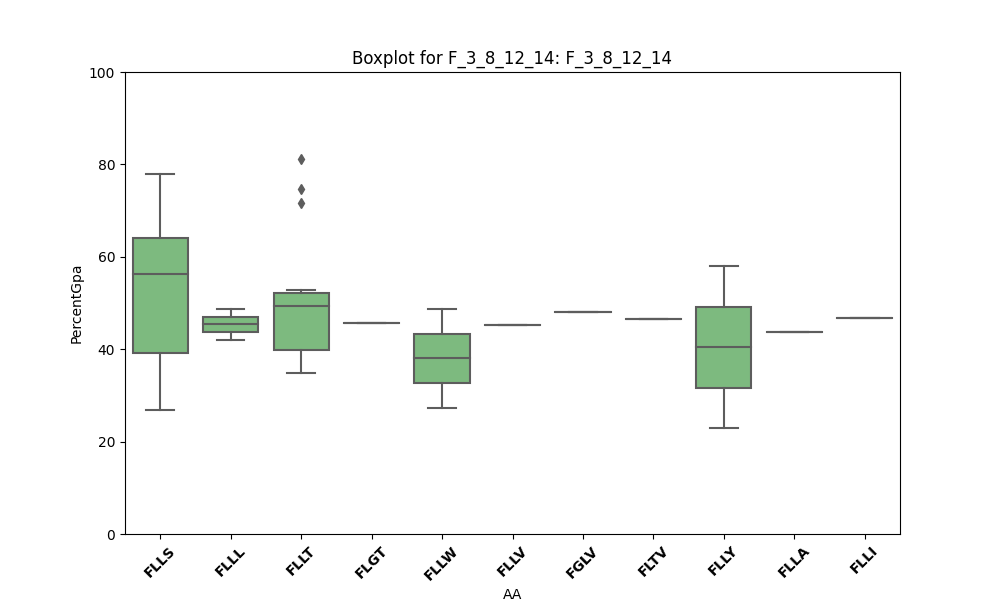 Boxplot for F_3_8_12_14: F_3_8_12_14
PercentGpa
100
80
60
40
20
0
FLLS FLLL FLLT FLGT FLLW FLLV FGLV FLTV FLLY FLLA FLLI
AA